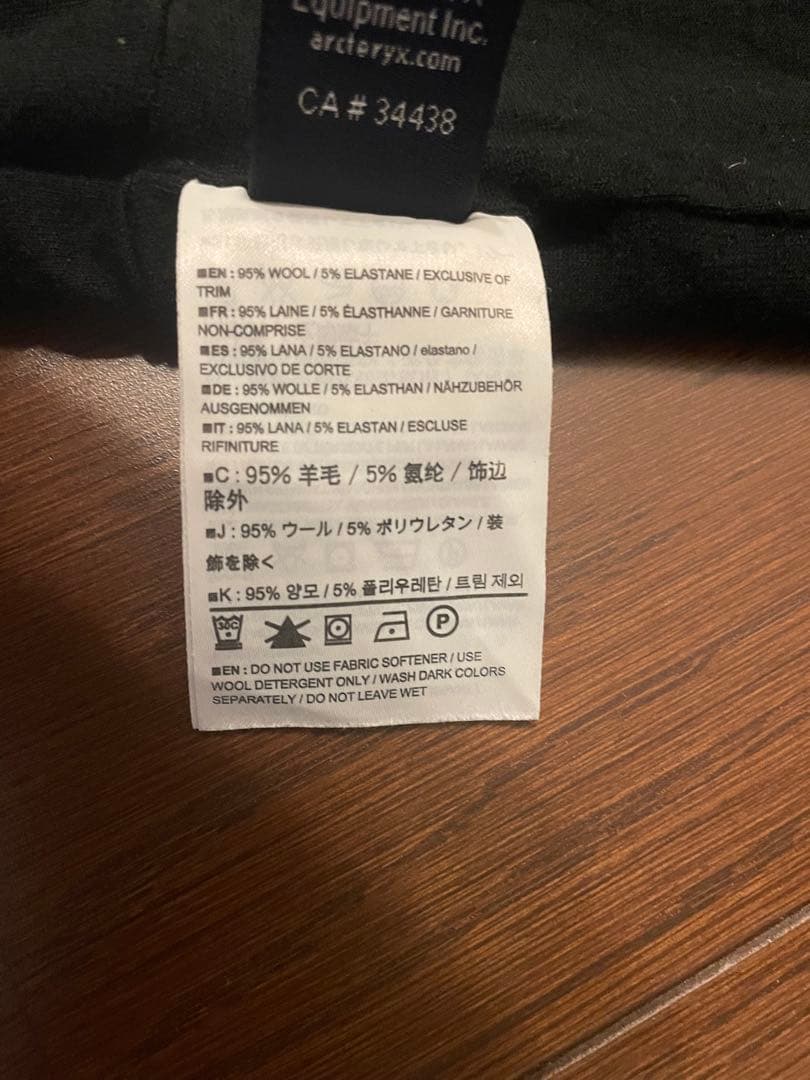 Equipment Inc.
arcteryx.com
CA # 34438
■EN : 95% WOOL / 5% ELASTANE / EXCLUSIVE OF
TRIM
■FR : 95% LAINE / 5% ÉLASTHANNE / GARNITURE
NON-COMPRISE
■ES : 95% LANA / 5% ELASTANO / elastano /
EXCLUSIVO DE CORTE
■DE : 95% WOLLE / 5% ELASTHAN / NÄHZUBEHÖR
AUSGENOMMEN
■IT : 95% LANA / 5% ELASTAN / ESCLUSE
RIFINITURE
■C : 95% 羊毛 / 5% 氨纶 / 饰边
除外
■J : 95% ウール / 5% ポリウレタン / 装
飾を除く
■K : 95% 양모 / 5% 폴리우레탄 / 트림 제외
30C
P
■EN : DO NOT USE FABRIC SOFTENER / USE
WOOL DETERGENT ONLY / WASH DARK COLORS
SEPARATELY / DO NOT LEAVE WET